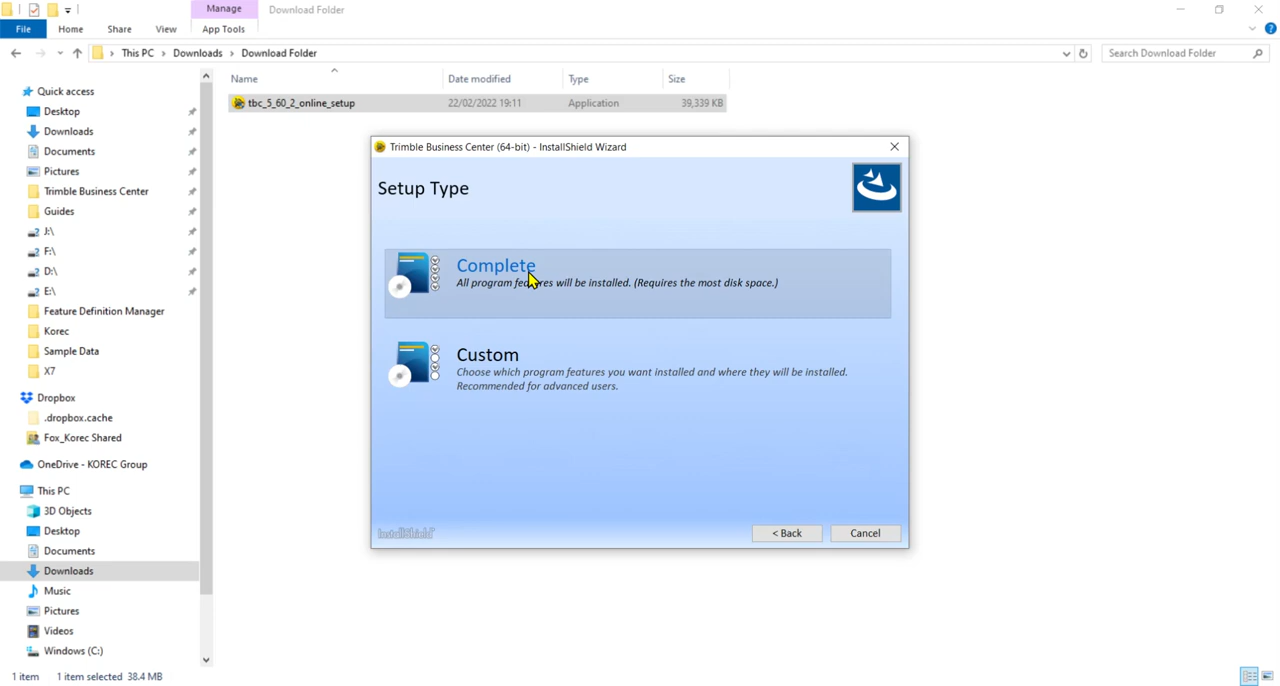 Manage
Download Folder
File
Home
Share
View
App Tools
This PC
Downloads
Download Folder
Search Download Folder
Name
Date modified
Type
Size
tbc_5_60_2_online_setup
22/02/2022 19:11
Application
39,339 KB
Quick access
Desktop
Downloads
Documents
Pictures
Trimble Business Center
Guides
J:\
F:\
D:\
E:\
Feature Definition Manager
Korec
Sample Data
X7
Dropbox
.dropbox.cache
Fox_Korec Shared
OneDrive - KOREC Group
This PC
3D Objects
Desktop
Documents
Downloads
Music
Pictures
Videos
Windows (C:)
Trimble Business Center (64-bit) - InstallShield Wizard
Setup Type
Complete
All program features will be installed. (Requires the most disk space.)
Custom
Choose which program features you want installed and where they will be installed.
Recommended for advanced users.
InstallShield
< Back
Cancel
1 item
1 item selected 38.4 MB